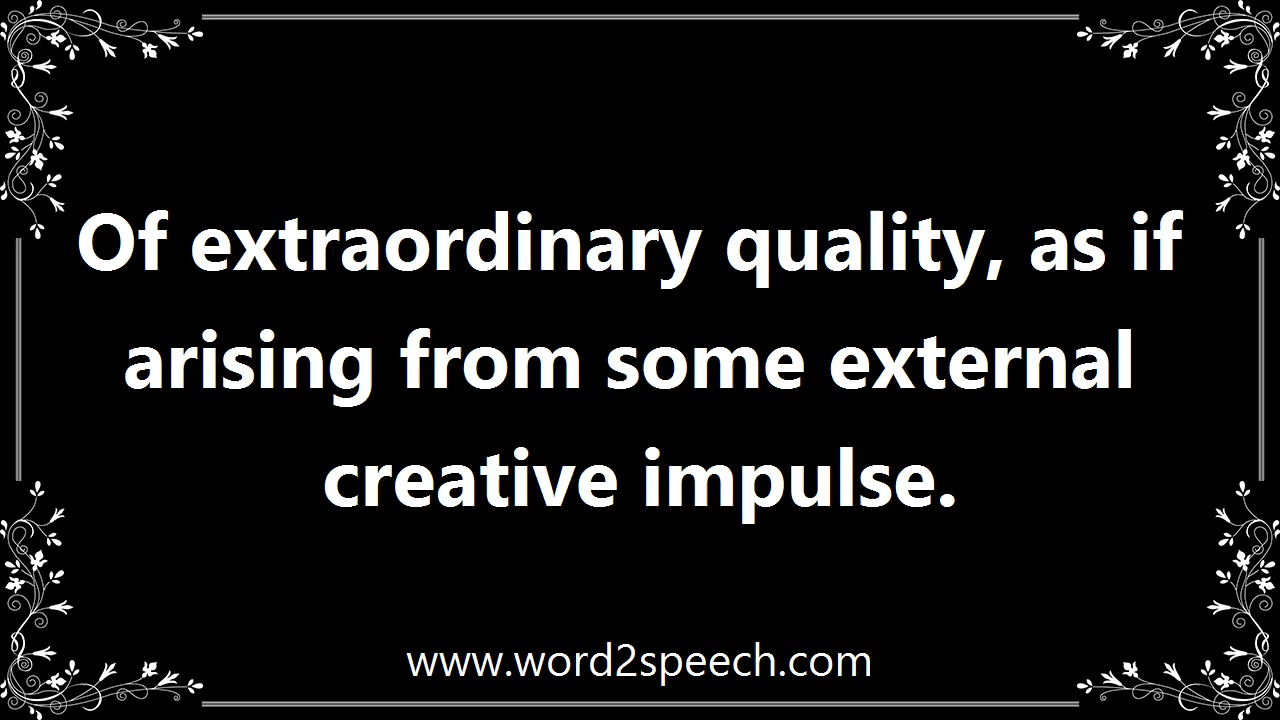 Of extraordinary quality, as if
arising from some external
creative impulse.
www.word2speech.com